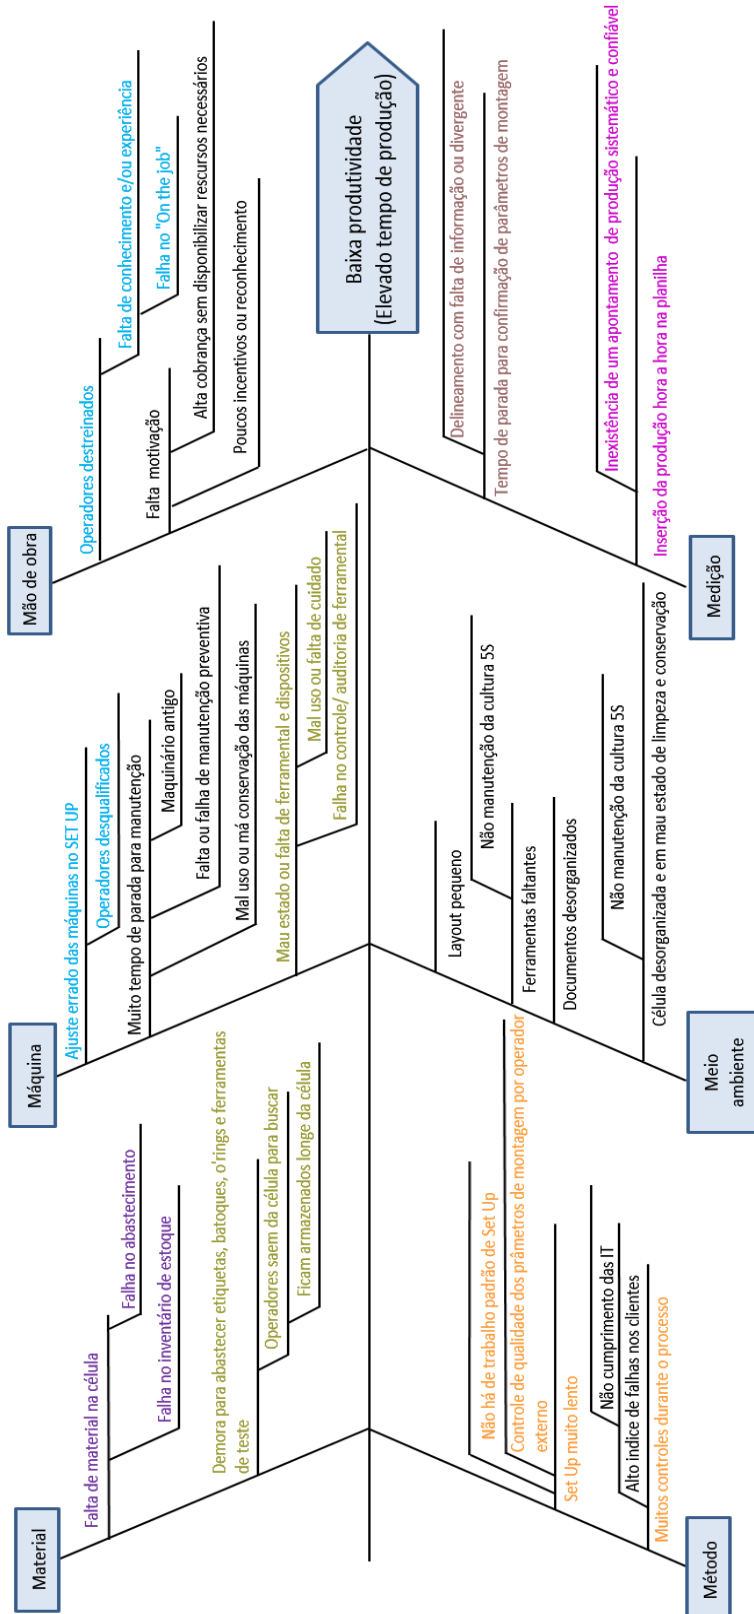 Material
Falta de material na célula
Falha no abastecimento
Falha no inventário de estoque
Demora para abastecer etiquetas, batoques, o'rings e ferramentas
de teste
Operadores saem da célula para buscar
Ficam armazenados longe da célula
Máquina
Ajuste errado das máquinas no SET UP
Operadores desqualificados
Muito tempo de parada para manutenção
Maquinário antigo
Falta ou falha de manutenção preventiva
Mal uso ou má conservação das máquinas
Mau estado ou falta de ferramental e dispositivos
Mal uso ou falta de cuidado
Falha no controle/ auditoria de ferramental
Mão de obra
Operadores destreinados
Falta de conhecimento e/ou experiência
Falha no "On the job"
Falta motivação
Alta cobrança sem disponibilizar rescursos necessários
Poucos incentivos ou reconhecimento
Baixa produtividade
(Elevado tempo de produção)
Não há de trabalho padrão de Set Up
Controle de qualidade dos prâmetros de montagem por operador
externo
Set Up muito lento
Não cumprimento das IT
Alto indice de falhas nos clientes
Muitos controles durante o processo
Método
Layout pequeno
Não manutenção da cultura 5S
Ferramentas faltantes
Documentos desorganizados
Não manutenção da cultura 5S
Célula desorganizada e em mau estado de limpeza e conservação
Meio
ambiente
Delineamento com falta de informação ou divergente
Tempo de parada para confirmação de parâmetros de montagem
Inexistência de um apontamento de produção sistemático e confiável
Inserção da produção hora a hora na planilha
Medição